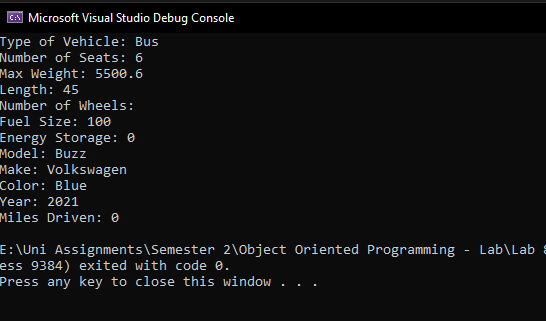 Microsoft Visual Studio Debug Console
Type of Vehicle: Bus
Number of Seats: 6
Max Weight: 5500.6
Length: 45
Number of Wheels:
Fuel Size: 100
Energy Storage: 0
Model: Buzz
Make: Volkswagen
Color: Blue
Year: 2021
Miles Driven: 0
E:\Uni Assignments\Semester 2\Object Oriented Programming - Lab\Lab 8
ess 9384) exited with code 0.
Press any key to close this window . . .